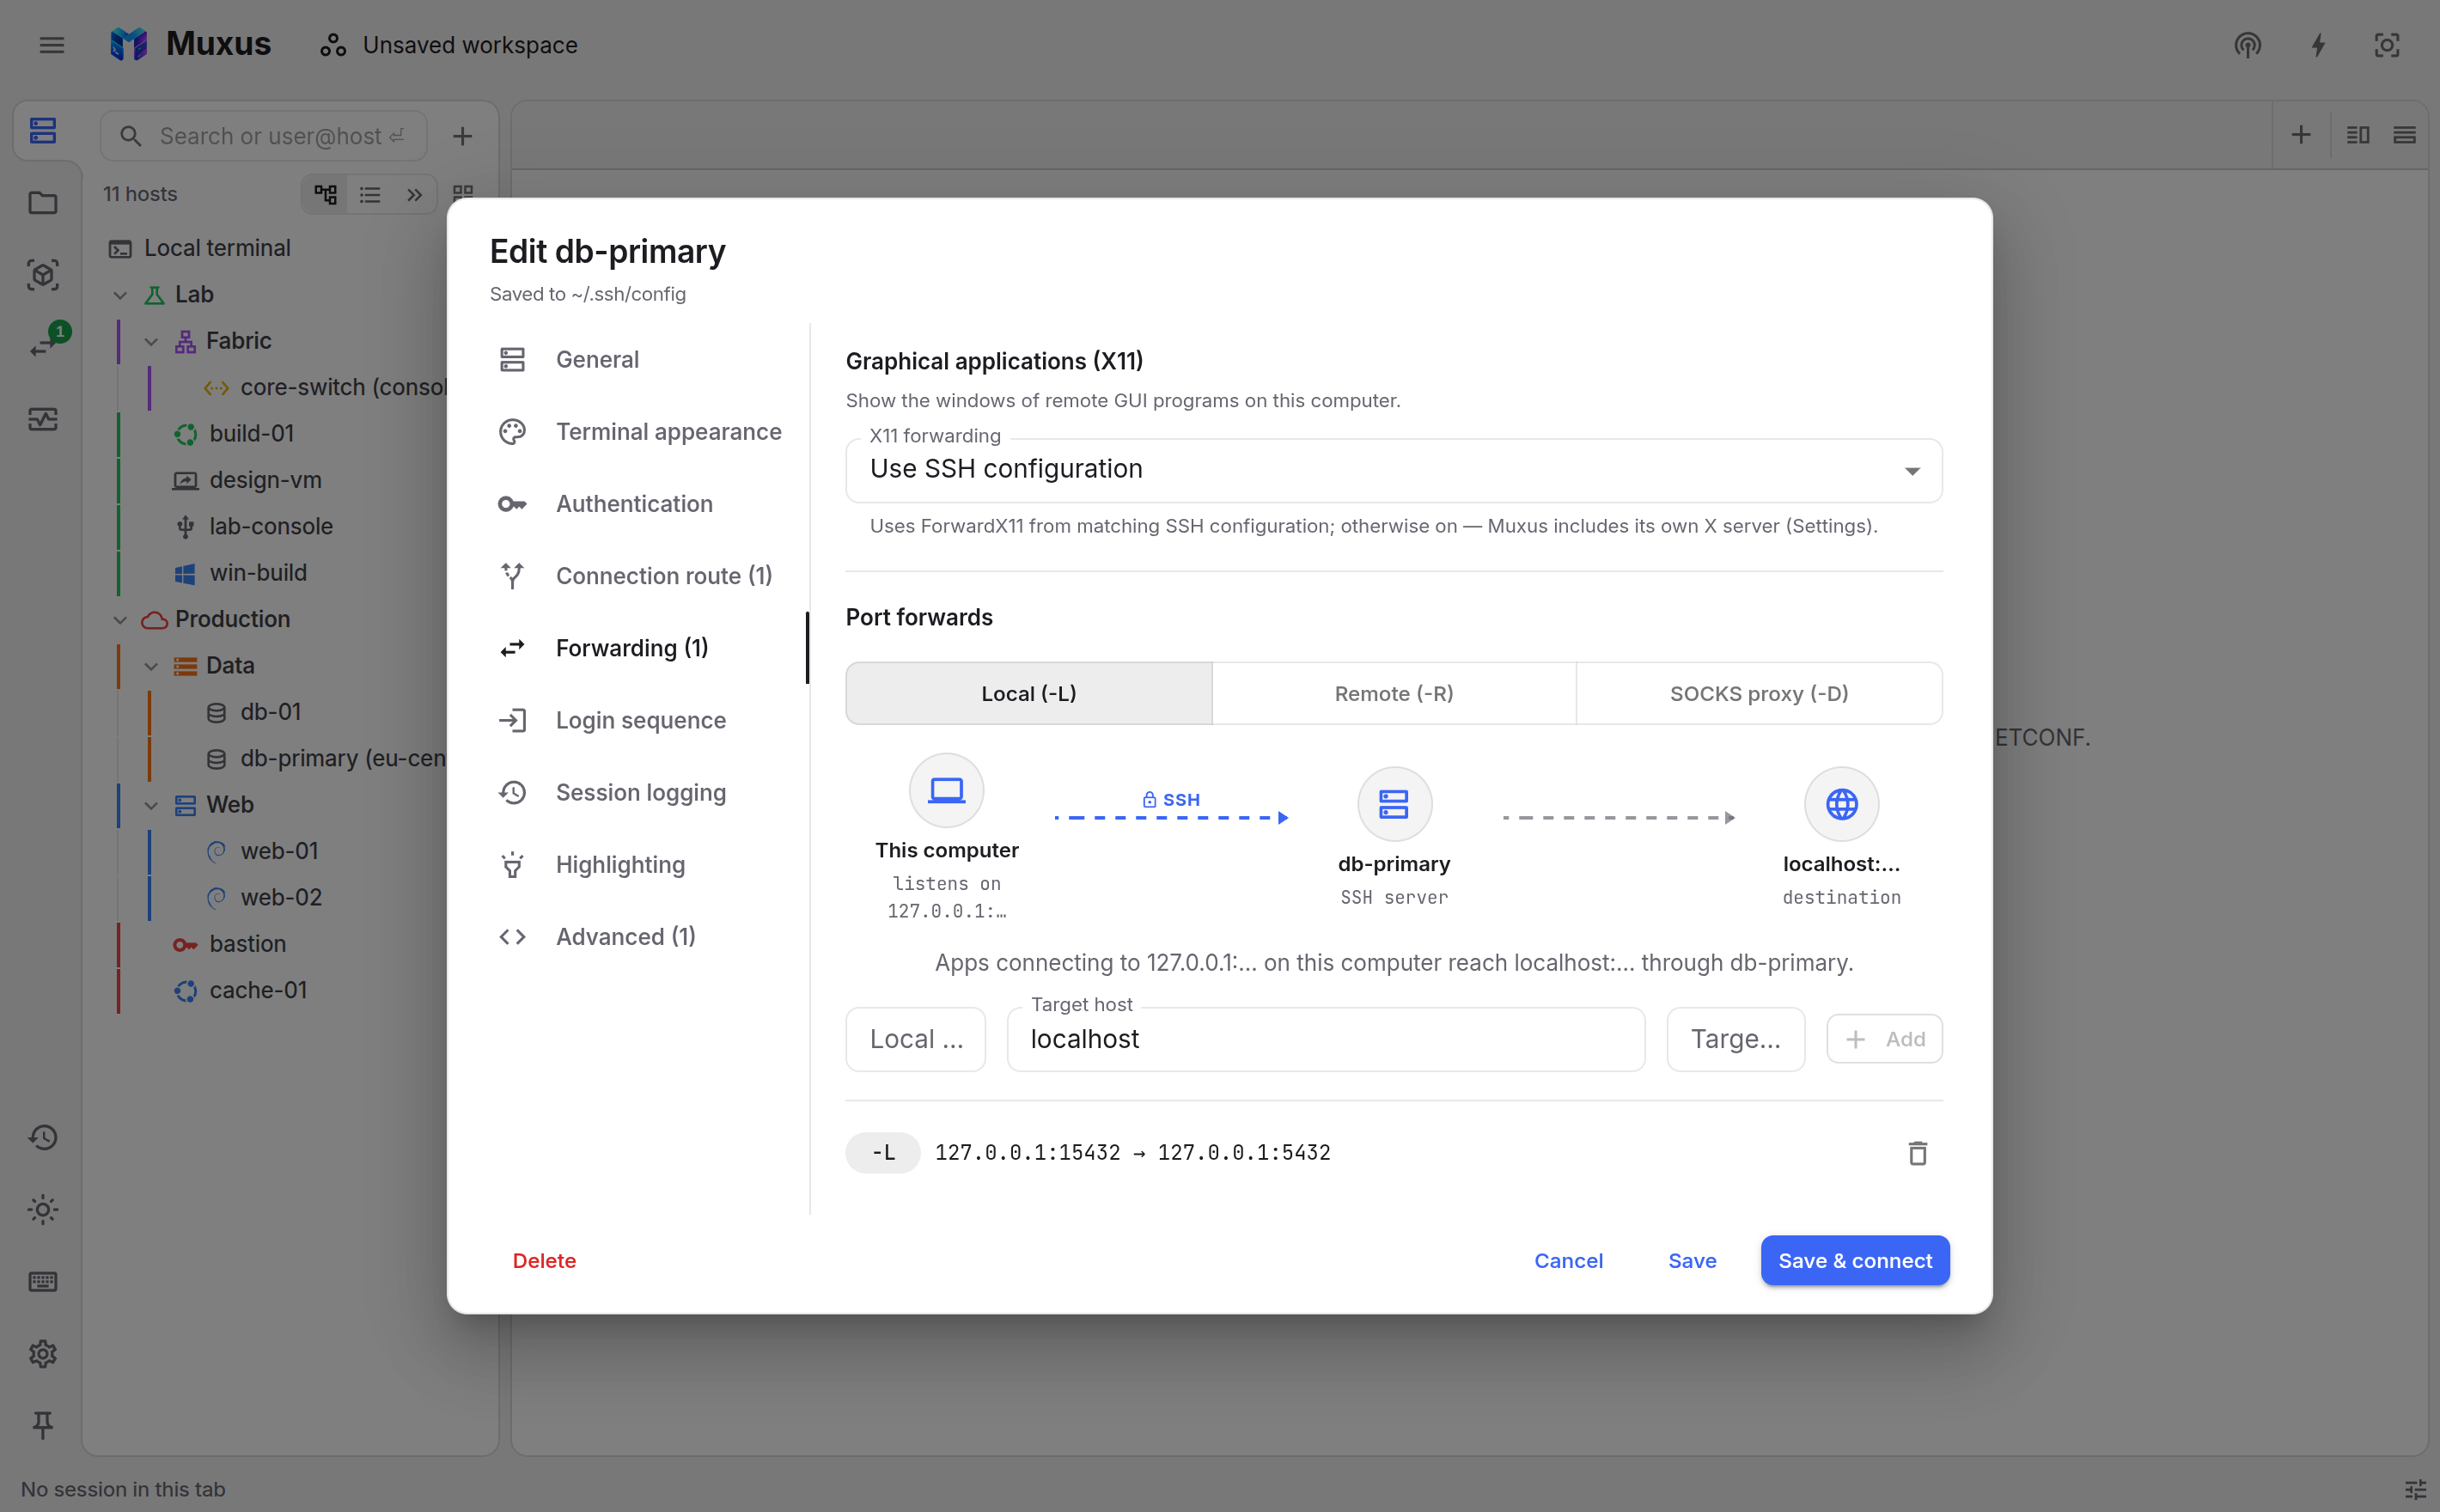 Muxus
Unsaved workspace
Search or user@host ⏎
11 hosts
Local terminal
Lab
Fabric
core-switch (consol
build-01
design-vm
lab-console
win-build
Production
Data
db-01
db-primary (eu-cen
Web
web-01
web-02
bastion
cache-01
1
No session in this tab
ETCONF.
Edit db-primary
Saved to ~/.ssh/config
General
Terminal appearance
Authentication
Connection route (1)
Forwarding (1)
Login sequence
Session logging
Highlighting
Advanced (1)
Graphical applications (X11)
Show the windows of remote GUI programs on this computer.
X11 forwarding
Use SSH configuration
Uses ForwardX11 from matching SSH configuration; otherwise on — Muxus includes its own X server (Settings).
Port forwards
Local (-L)
Remote (-R)
SOCKS proxy (-D)
SSH
This computer
listens on
127.0.0.1:…
db-primary
SSH server
localhost:…
destination
Apps connecting to 127.0.0.1:… on this computer reach localhost:… through db-primary.
Local ...
Target host
localhost
Targe...
Add
-L
127.0.0.1:15432 → 127.0.0.1:5432
Delete
Cancel
Save
Save & connect